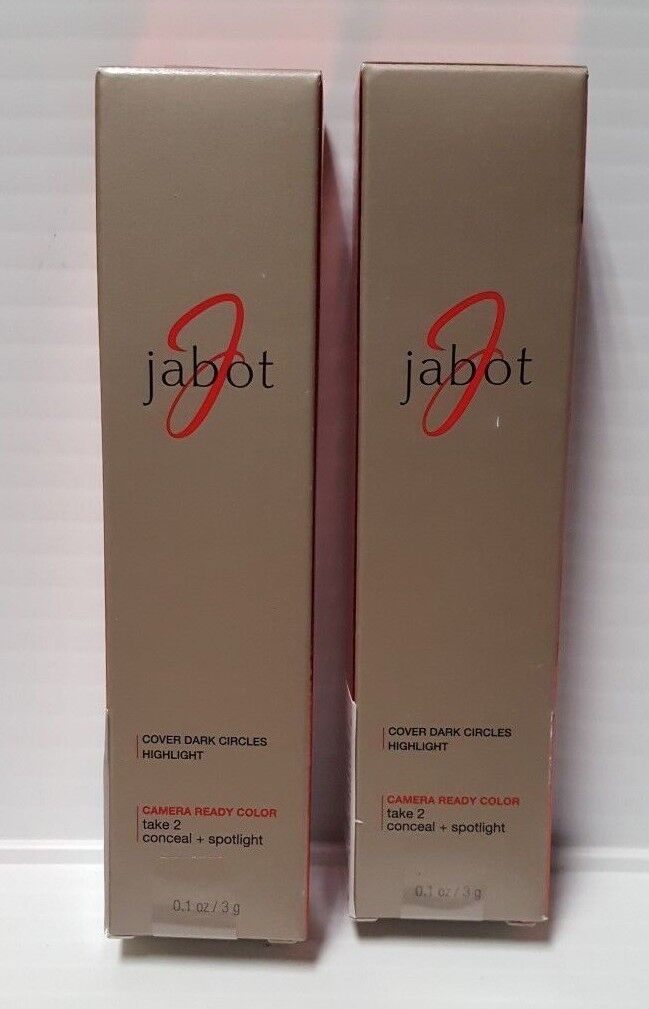 jabot
COVER DARK CIRCLES
HIGHLIGHT
CAMERA READY COLOR
take 2
conceal + spotlight
0.1 oz / 3 g
jabot
COVER DARK CIRCLES
HIGHLIGHT
CAMERA READY COLOR
take 2
conceal + spotlight
0.1 oz / 3 g